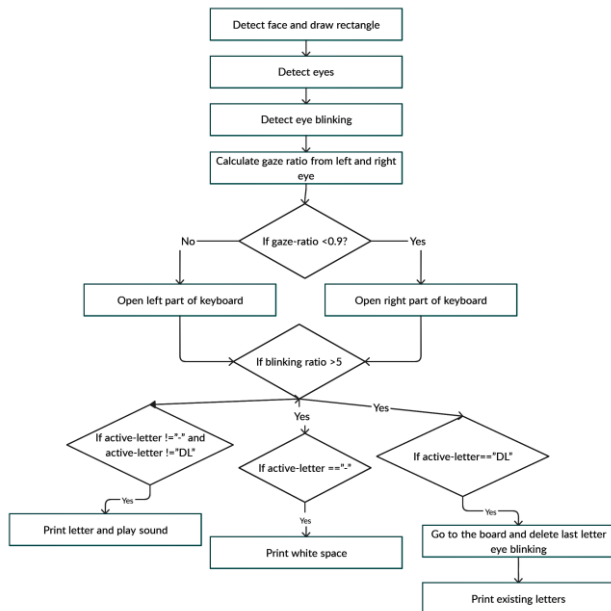 Detect face and draw rectangle
Detect eyes
Detect eye blinking
Calculate gaze ratio from left and right
eye
No
If gaze-ratio <0.9?
Yes
Open left part of keyboard
Open right part of keyboard
If blinking ratio >5
Yes
Yes
If active-letter !="-" and
active-letter !="DL"
If active-letter =="-"
If active-letter=="DL"
Yes
Yes
Yes
Print letter and play sound
Print white space
Go to the board and delete last letter
eye blinking
Print existing letters